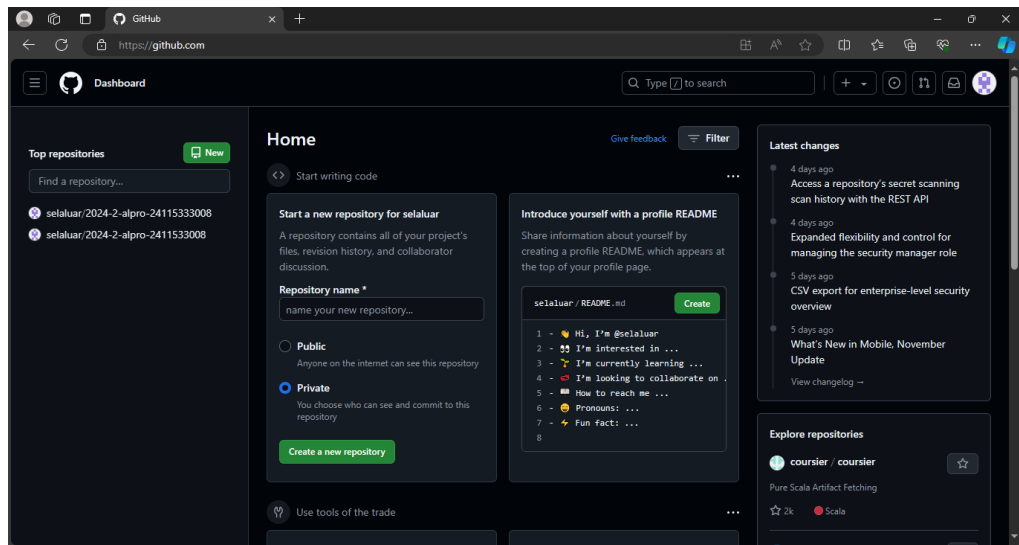 GitHub
https://github.com
Dashboard
Type / to search
Top repositories
New
Find a repository...
selaluar/2024-2-alpro-24115333008
selaluar/2024-2-alpro-2411533008
Home
Give feedback
Filter
Start writing code
Start a new repository for selaluar
A repository contains all of your project's
files, revision history, and collaborator
discussion.
Repository name *
name your new repository...
Public
Anyone on the internet can see this repository
Private
You choose who can see and commit to this
repository
Create a new repository
Introduce yourself with a profile README
Share information about yourself by
creating a profile README, which appears at
the top of your profile page.
selaluar / README.md
Create
1 - 👋 Hi, I'm @selaluar
2 - 👀 I'm interested in ...
3 - 🌱 I'm currently learning ...
4 - 💞️ I'm looking to collaborate on .
5 - 📫 How to reach me ...
6 - 😄 Pronouns: ...
7 - ⚡ Fun fact: ...
8
Use tools of the trade
Latest changes
4 days ago
Access a repository's secret scanning
scan history with the REST API
4 days ago
Expanded flexibility and control for
managing the security manager role
5 days ago
CSV export for enterprise-level security
overview
5 days ago
What's New in Mobile, November
Update
View changelog →
Explore repositories
coursier / coursier
Pure Scala Artifact Fetching
2k
Scala